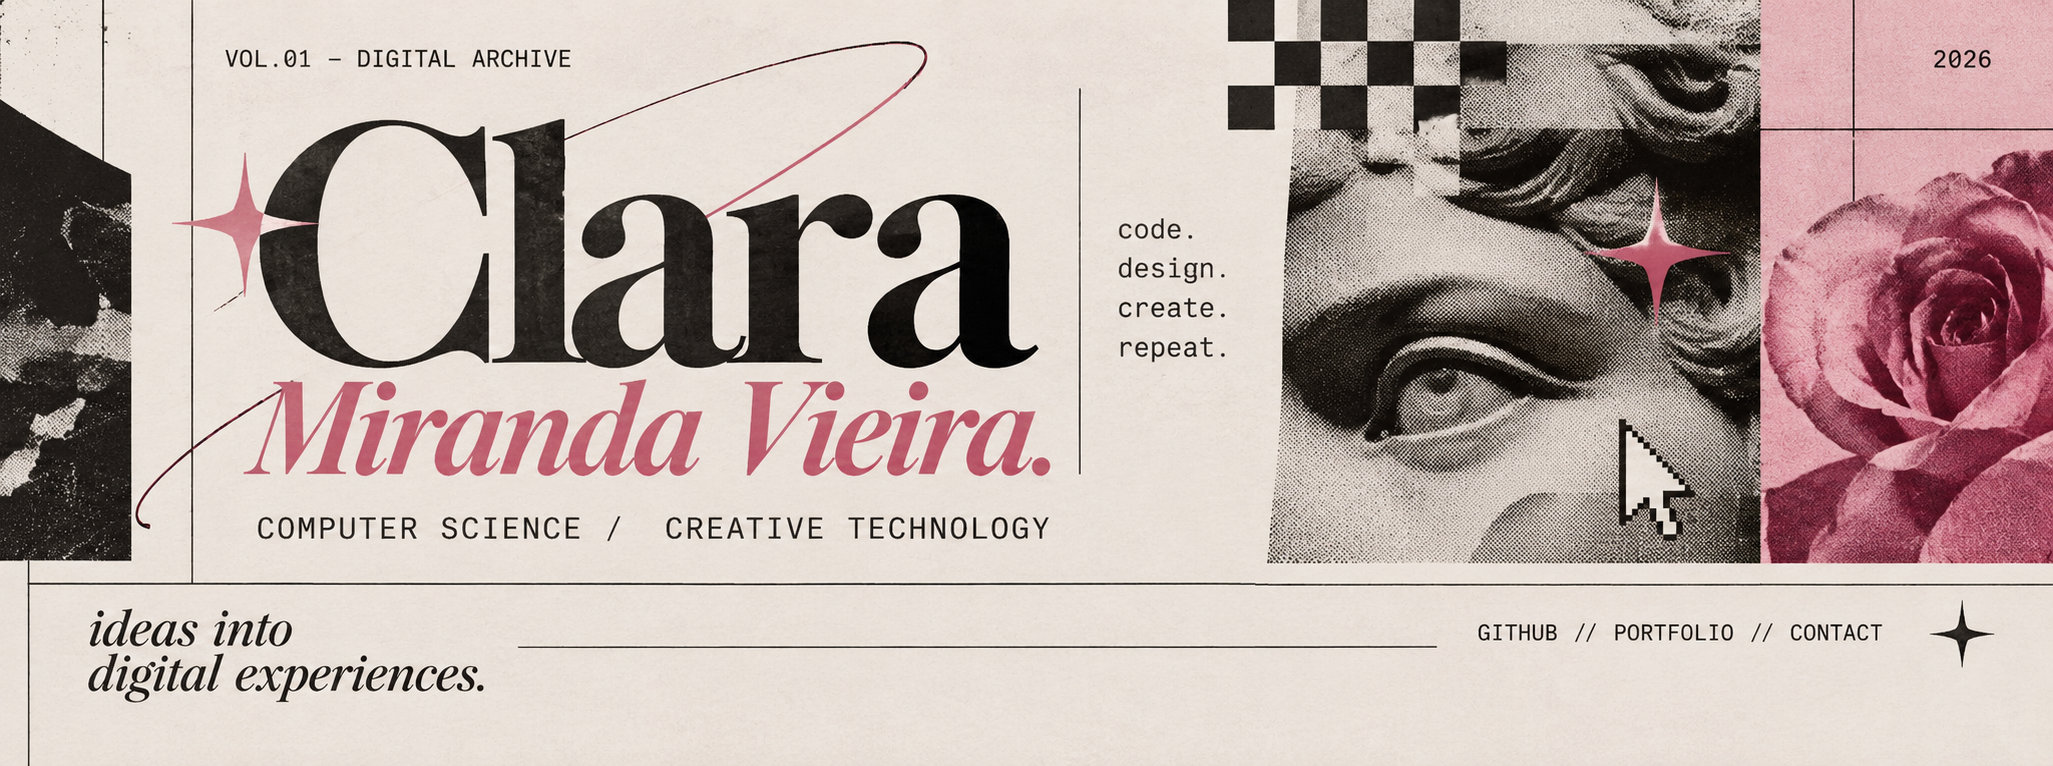 VOL.01 – DIGITAL ARCHIVE
2026
Clara
Miranda Vieira.
COMPUTER SCIENCE / CREATIVE TECHNOLOGY
code.
design.
create.
repeat.
ideas into
digital experiences.
GITHUB // PORTFOLIO // CONTACT